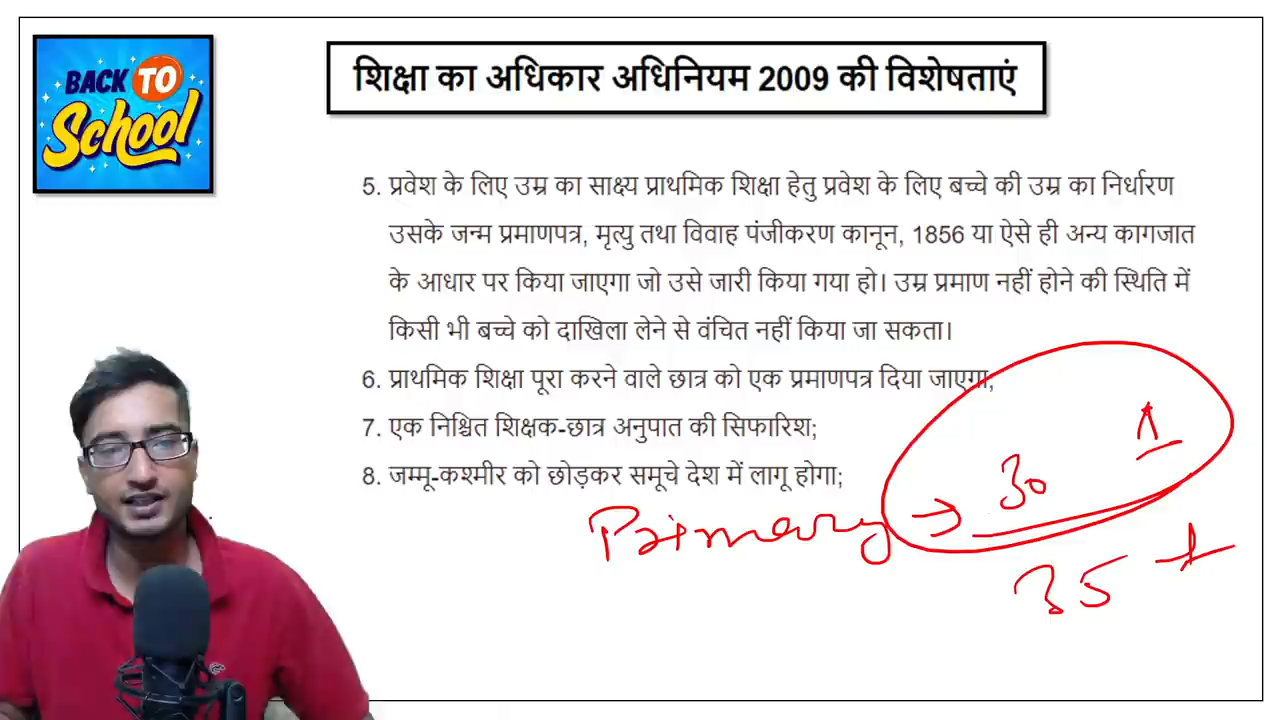 BACK TO
School
शिक्षा का अधिकार अधिनियम 2009 की विशेषताएं
5. प्रवेश के लिए उम्र का साक्ष्य प्राथमिक शिक्षा हेतु प्रवेश के लिए बच्चे की उम्र का निर्धारण
उसके जन्म प्रमाणपत्र, मृत्यु तथा विवाह पंजीकरण कानून, 1856 या ऐसे ही अन्य कागजात
के आधार पर किया जाएगा जो उसे जारी किया गया हो। उम्र प्रमाण नहीं होने की स्थिति में
किसी भी बच्चे को दाखिला लेने से वंचित नहीं किया जा सकता।
6. प्राथमिक शिक्षा पूरा करने वाले छात्र को एक प्रमाणपत्र दिया जाएगा;
7. एक निश्चित शिक्षक-छात्र अनुपात की सिफारिश;
8. जम्मू-कश्मीर को छोड़कर समूचे देश में लागू होगा;
Primary → 30 1
35